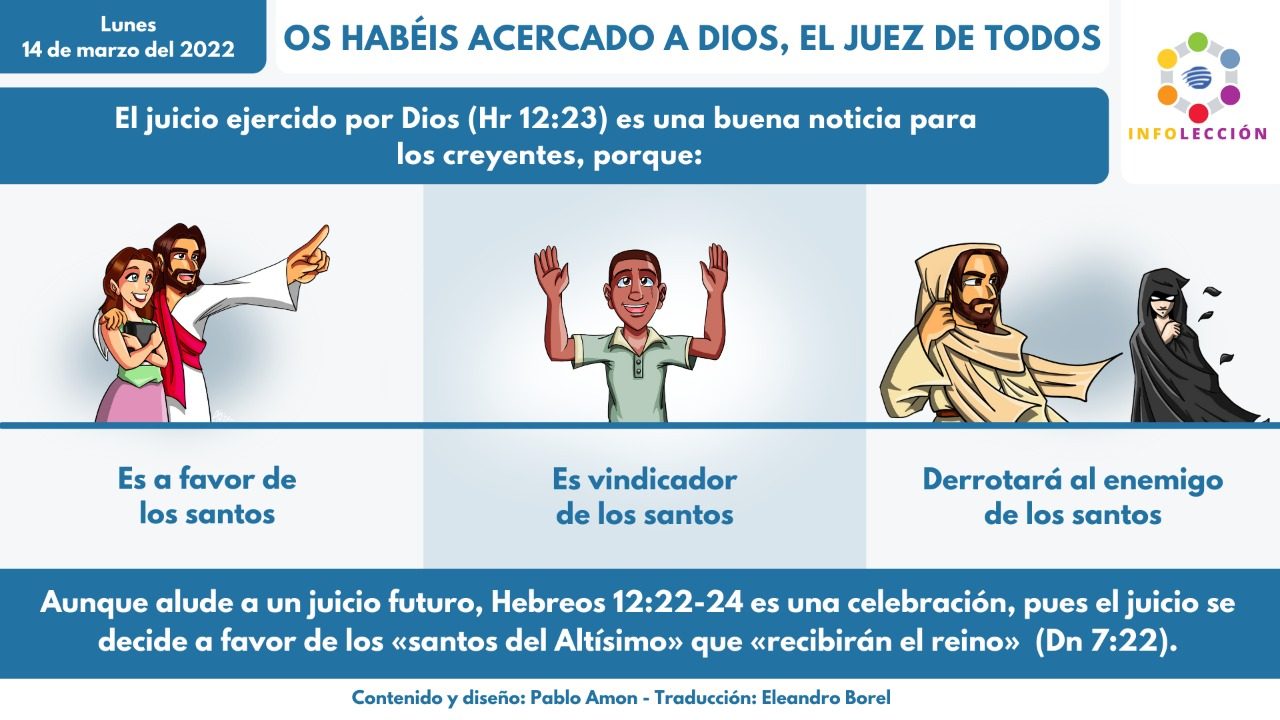 Lunes
14 de marzo del 2022
OS HABÉIS ACERCADO A DIOS, EL JUEZ DE TODOS
INFOLECCIÓN
El juicio ejercido por Dios (Hr 12:23) es una buena noticia para
los creyentes, porque:
Es a favor de
los santos
Es vindicador
de los santos
Derrotará al enemigo
de los santos
Aunque alude a un juicio futuro, Hebreos 12:22-24 es una celebración, pues el juicio se
decide a favor de los «santos del Altísimo» que «recibirán el reino» (Dn 7:22).
Contenido y diseño: Pablo Amon - Traducción: Eleandro Borel